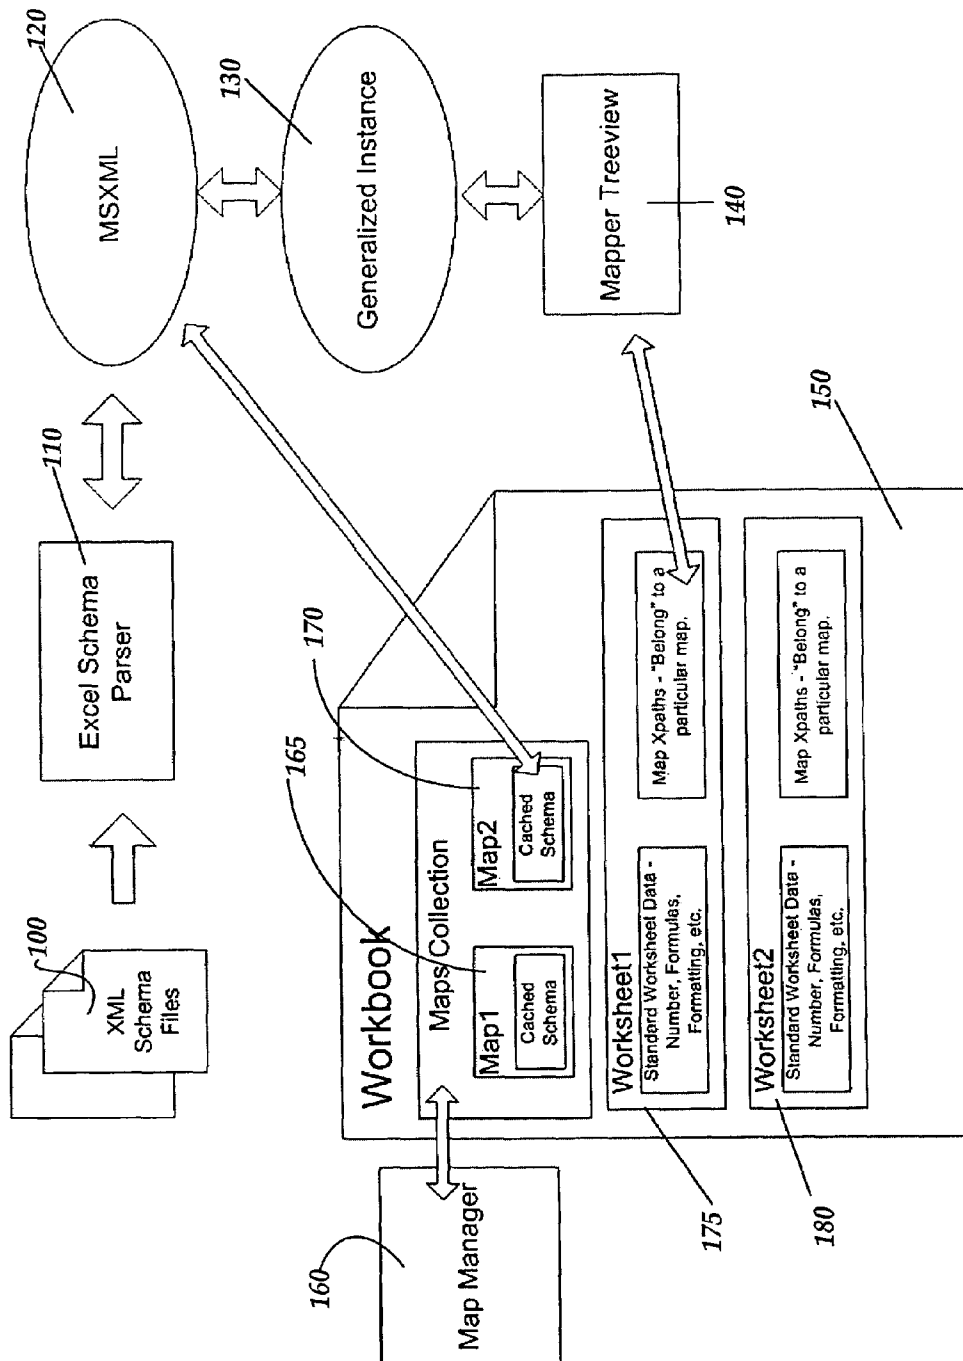 100
XML
Schema
Files
110
Excel Schema
Parser
120
MSXML
130
Generalized Instance
140
Mapper Treeview
150
160
Map Manager
Workbook
Maps Collection
165
Map1
Cached
Schema
170
Map2
Cached
Schema
175
Worksheet1
Standard Worksheet Data -
Number, Formulas,
Formatting, etc.
Map Xpaths - "Belong" to a
particular map.
180
Worksheet2
Standard Worksheet Data -
Number, Formulas,
Formatting, etc.
Map Xpaths - "Belong" to a
particular map.